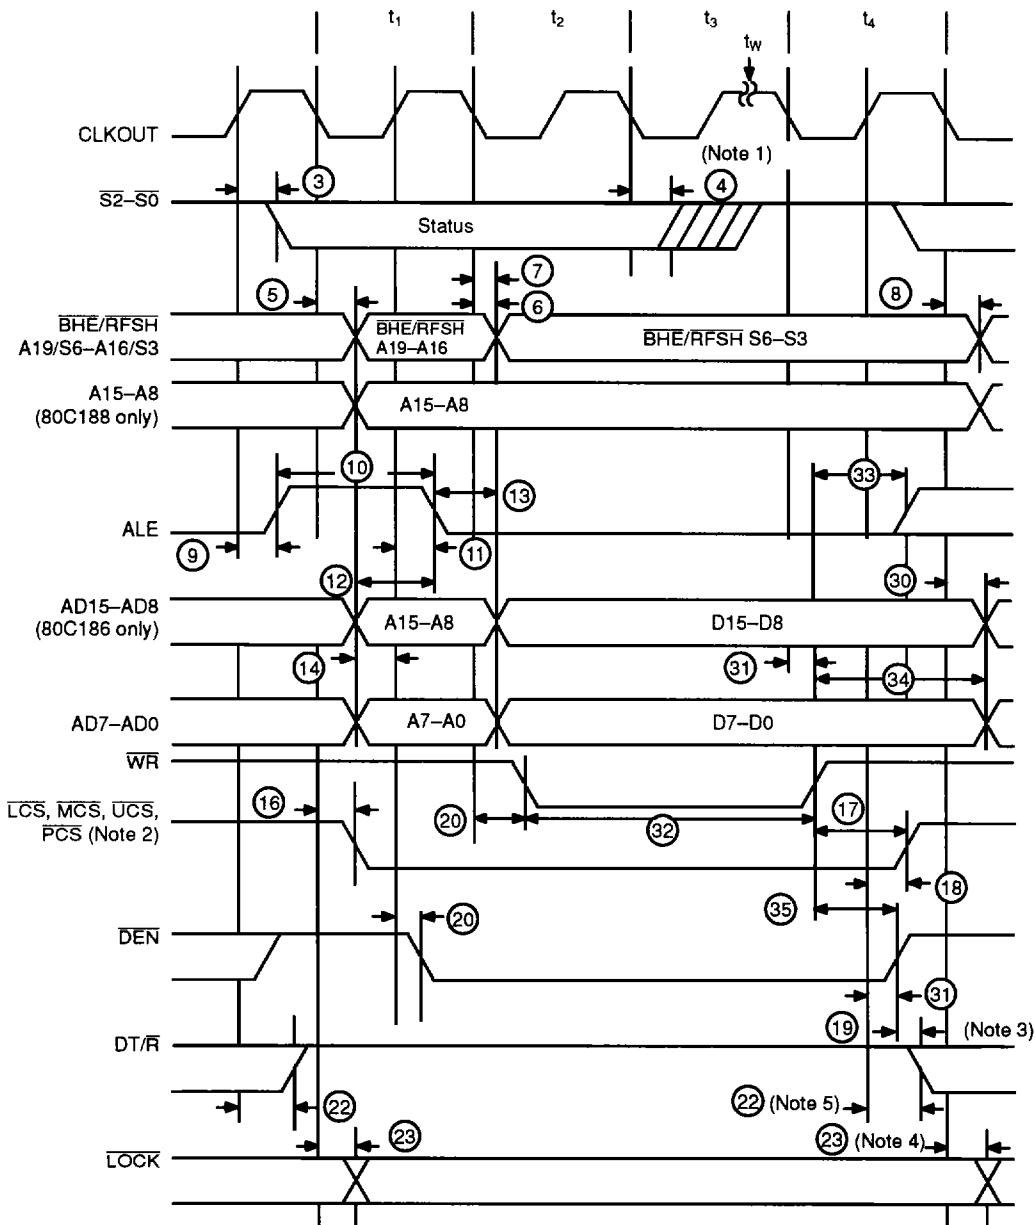 t1 t2 t3 t4
tW
CLKOUT
(Note 1)
3 4
S2–S0
Status
7
5 6 8
BHE/RFSH BHE/RFSH BHE/RFSH S6–S3
A19/S6–A16/S3 A19–A16
A15–A8 A15–A8
(80C188 only)
10 33
13
ALE
9 11
12 30
AD15–AD8 A15–A8 D15–D8
(80C186 only)
14 31 34
AD7–AD0 A7–A0 D7–D0
WR
LCS, MCS, UCS, 16 17
PCS (Note 2) 20 32
18
20 35
DEN
31
19 (Note 3)
DT/R
22 22 (Note 5)
23 23 (Note 4)
LOCK